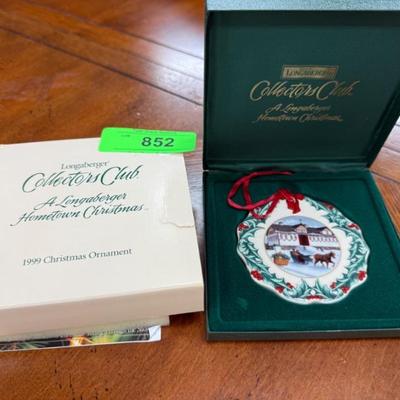 852
Longaberger
Collectors Club
A Longaberger
Hometown Christmas
1999 Christmas Ornament
LONGABERGER
Collectors Club
A Longaberger
Hometown Christmas